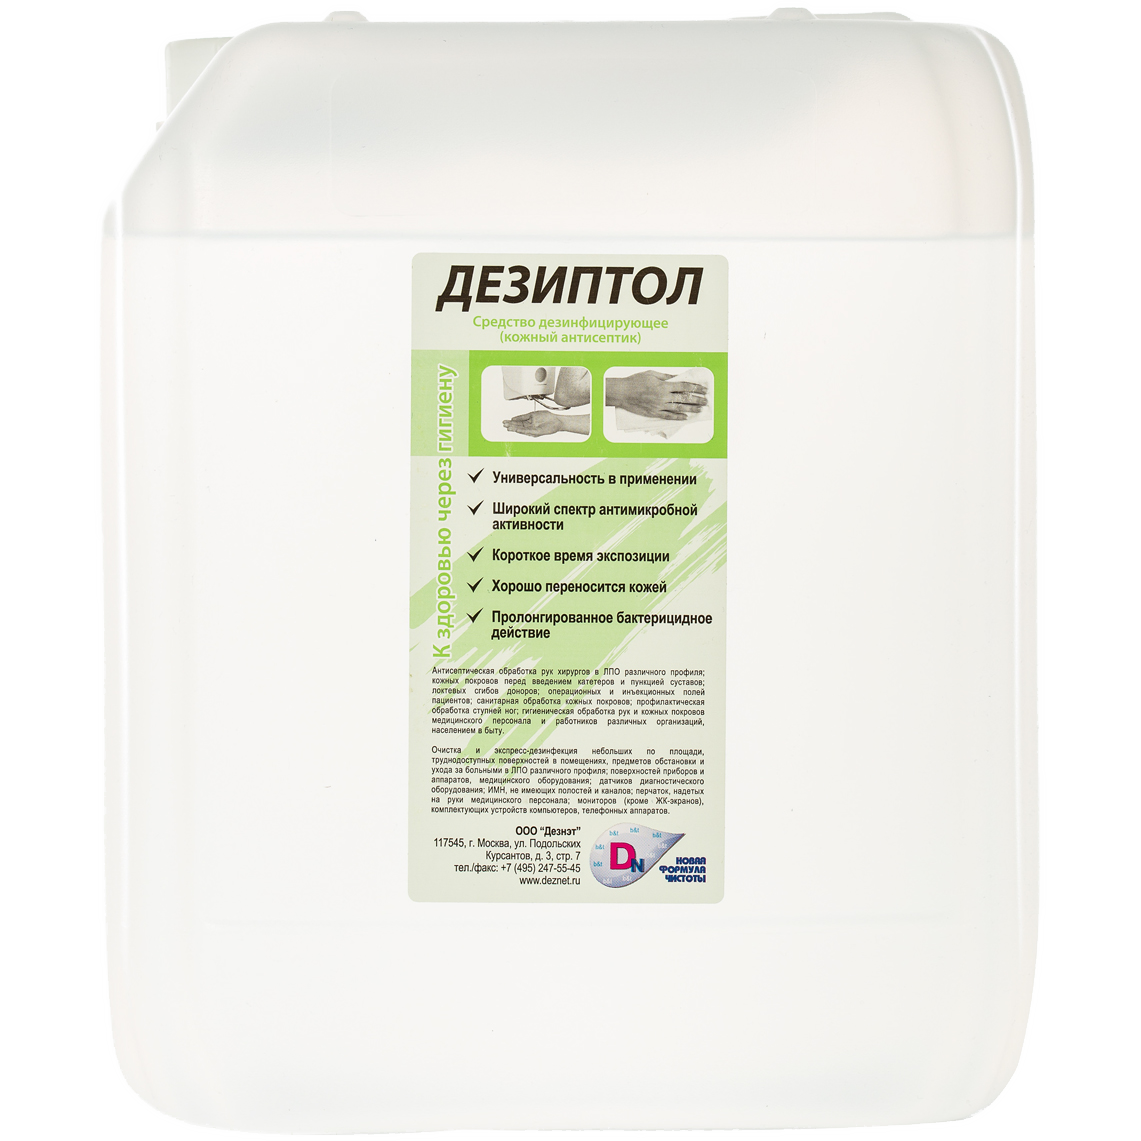 ДЕЗИПТОЛ
Средство дезинфицирующее
(кожный антисептик)
К здоровью через гигиену
Универсальность в применении
Широкий спектр антимикробной
активности
Короткое время экспозиции
Хорошо переносится кожей
Пролонгированное бактерицидное
действие
Антисептическая обработка рук хирургов в ЛПО различного профиля;
кожных покровов перед введением катетеров и пункцией суставов;
локтевых сгибов доноров; операционных и инъекционных полей
пациентов; санитарная обработка кожных покровов; профилактическая
обработка ступней ног; гигиеническая обработка рук и кожных покровов
медицинского персонала и работников различных организаций,
населением в быту.
Очистка и экспресс-дезинфекция небольших по площади,
труднодоступных поверхностей в помещениях, предметов обстановки и
ухода за больными в ЛПО различного профиля; поверхностей приборов и
аппаратов, медицинского оборудования; датчиков диагностического
оборудования; ИМН, не имеющих полостей и каналов; перчаток, надетых
на руки медицинского персонала; мониторов (кроме ЖК-экранов),
комплектующих устройств компьютеров, телефонных аппаратов.
ООО "Дезнэт"
117545, г. Москва, ул. Подольских
Курсантов, д. 3, стр. 7
тел./факс: +7 (495) 247-55-45
www.deznet.ru
b&t b&t b&t
b&t b&t
b&t
DN
b&t b&t
НОВАЯ
ФОРМУЛА
ЧИСТОТЫ